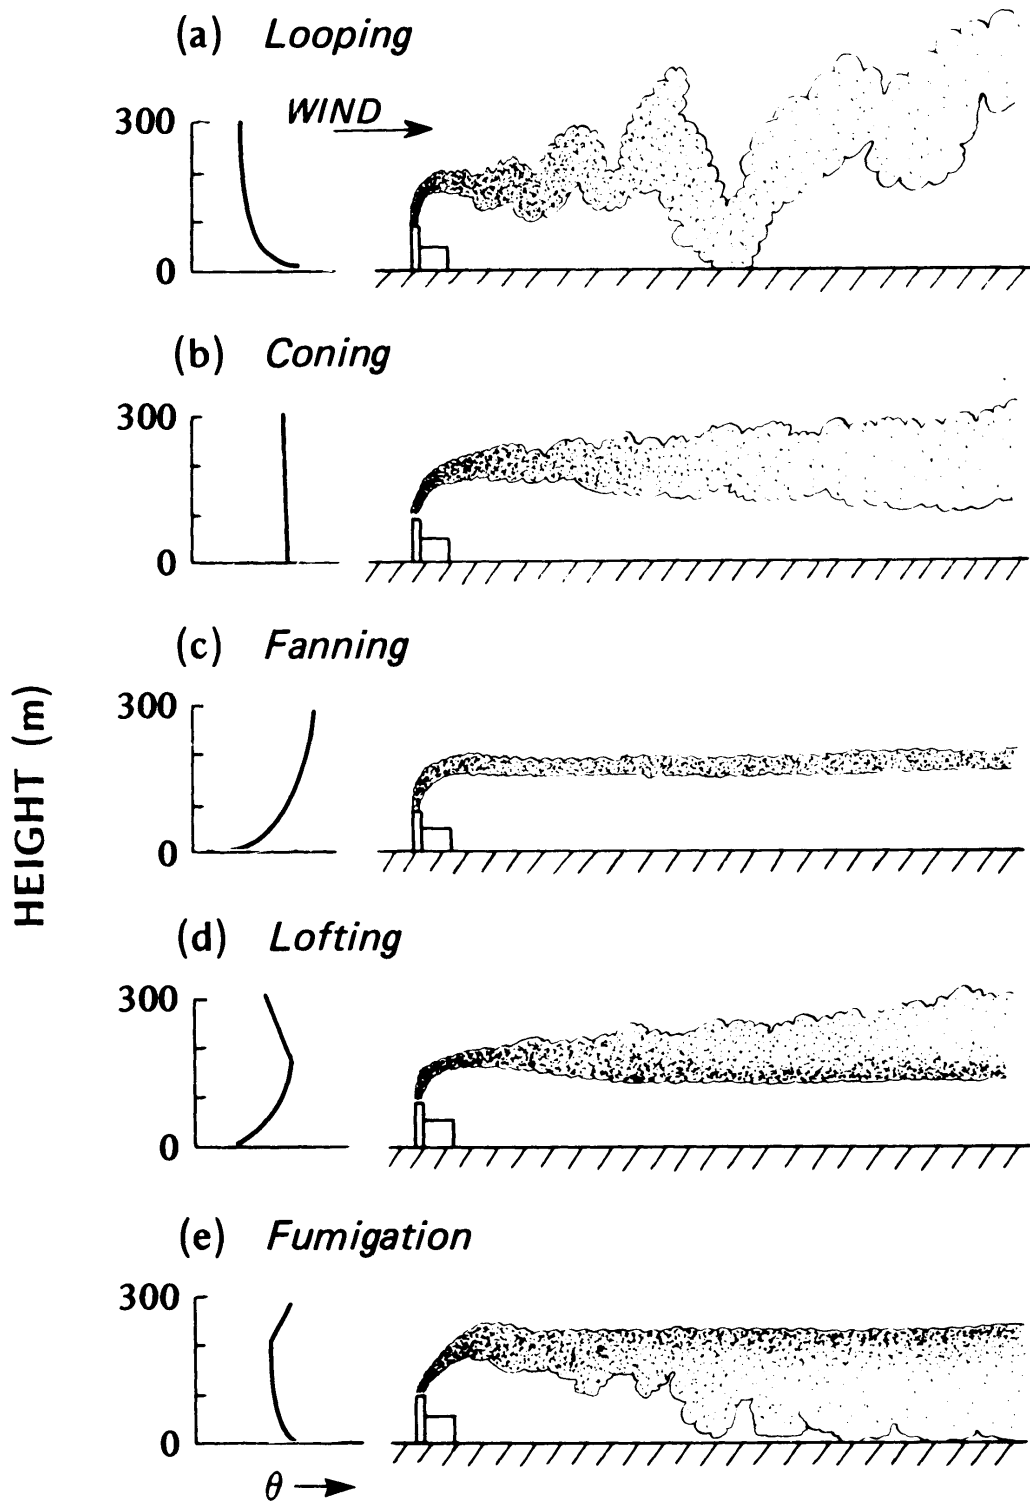 (a) Looping
WIND
300
0
(b) Coning
300
0
(c) Fanning
300
0
HEIGHT (m)
(d) Lofting
300
0
(e) Fumigation
300
0
θ